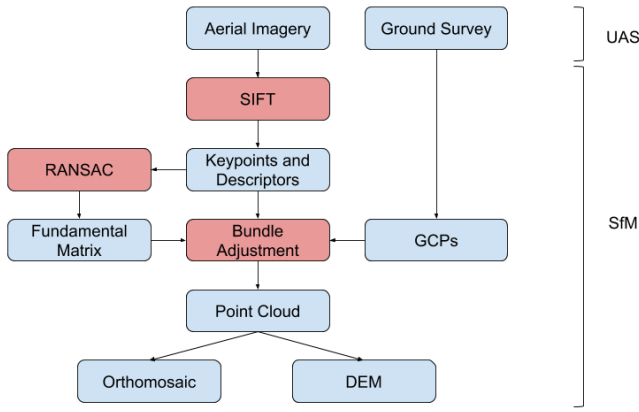 Aerial Imagery
Ground Survey
UAS
SIFT
Keypoints and
Descriptors
RANSAC
Fundamental
Matrix
Bundle
Adjustment
GCPs
SfM
Point Cloud
Orthomosaic
DEM